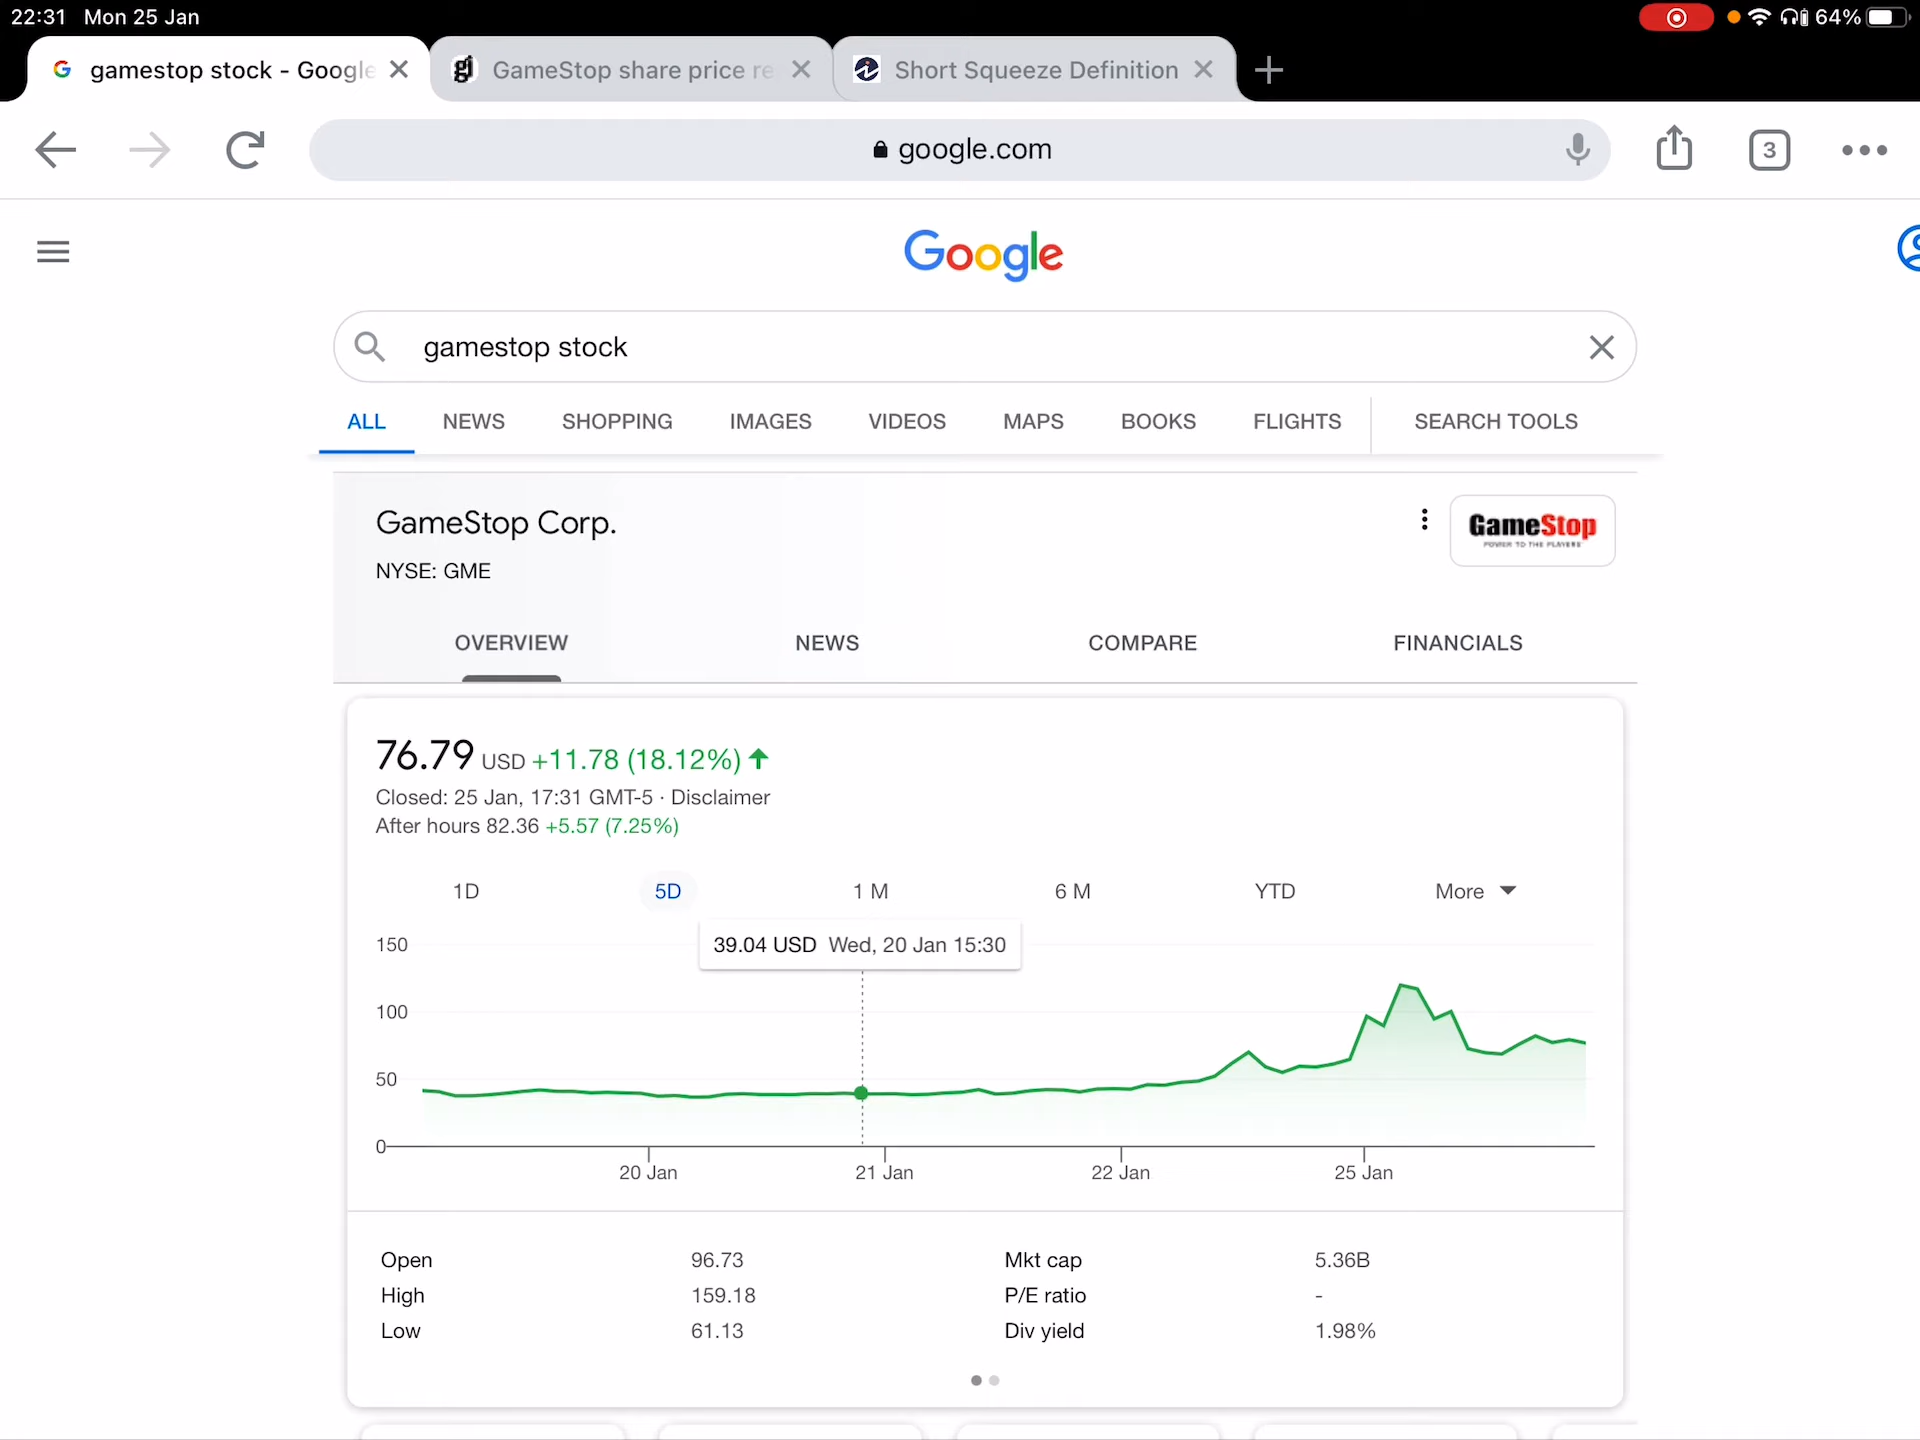 22:31 Mon 25 Jan
64%
gamestop stock - Google
GameStop share price re
Short Squeeze Definition
google.com
3
Google
gamestop stock
ALL NEWS SHOPPING IMAGES VIDEOS MAPS BOOKS FLIGHTS SEARCH TOOLS
GameStop Corp.
NYSE: GME
GameStop
POWER TO THE PLAYERS
OVERVIEW NEWS COMPARE FINANCIALS
76.79 USD +11.78 (18.12%)
Closed: 25 Jan, 17:31 GMT-5 · Disclaimer
After hours 82.36 +5.57 (7.25%)
1D 5D 1 M 6 M YTD More
39.04 USD Wed, 20 Jan 15:30
150
100
50
0
20 Jan 21 Jan 22 Jan 25 Jan
Open 96.73 Mkt cap 5.36B
High 159.18 P/E ratio -
Low 61.13 Div yield 1.98%